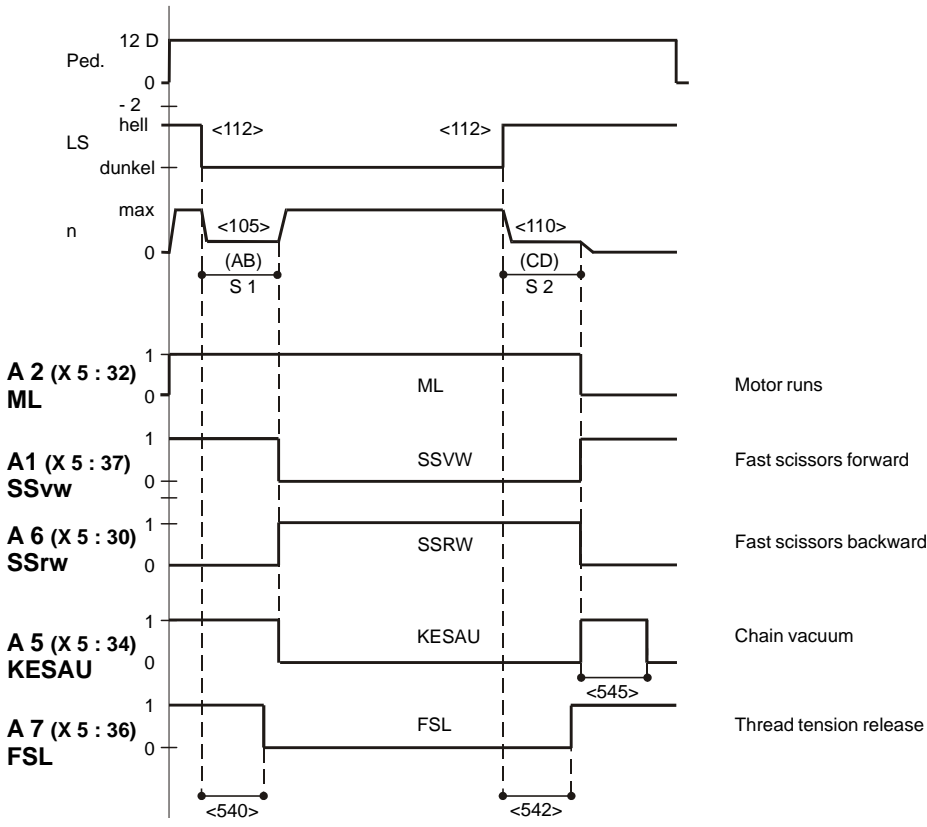 12 D
Ped.
0
- 2
hell
<112> <112>
LS
dunkel
max
<105> <110>
n
0
(AB) (CD)
S 1 S 2
1
A 2 (X 5 : 32) ML Motor runs
ML
0
1
A1 (X 5 : 37) SSVW Fast scissors forward
SSvw
0
1
A 6 (X 5 : 30) SSRW Fast scissors backward
SSrw
0
1
A 5 (X 5 : 34) KESAU Chain vacuum
KESAU
0
<545>
1
A 7 (X 5 : 36) FSL Thread tension release
FSL
0
<540> <542>